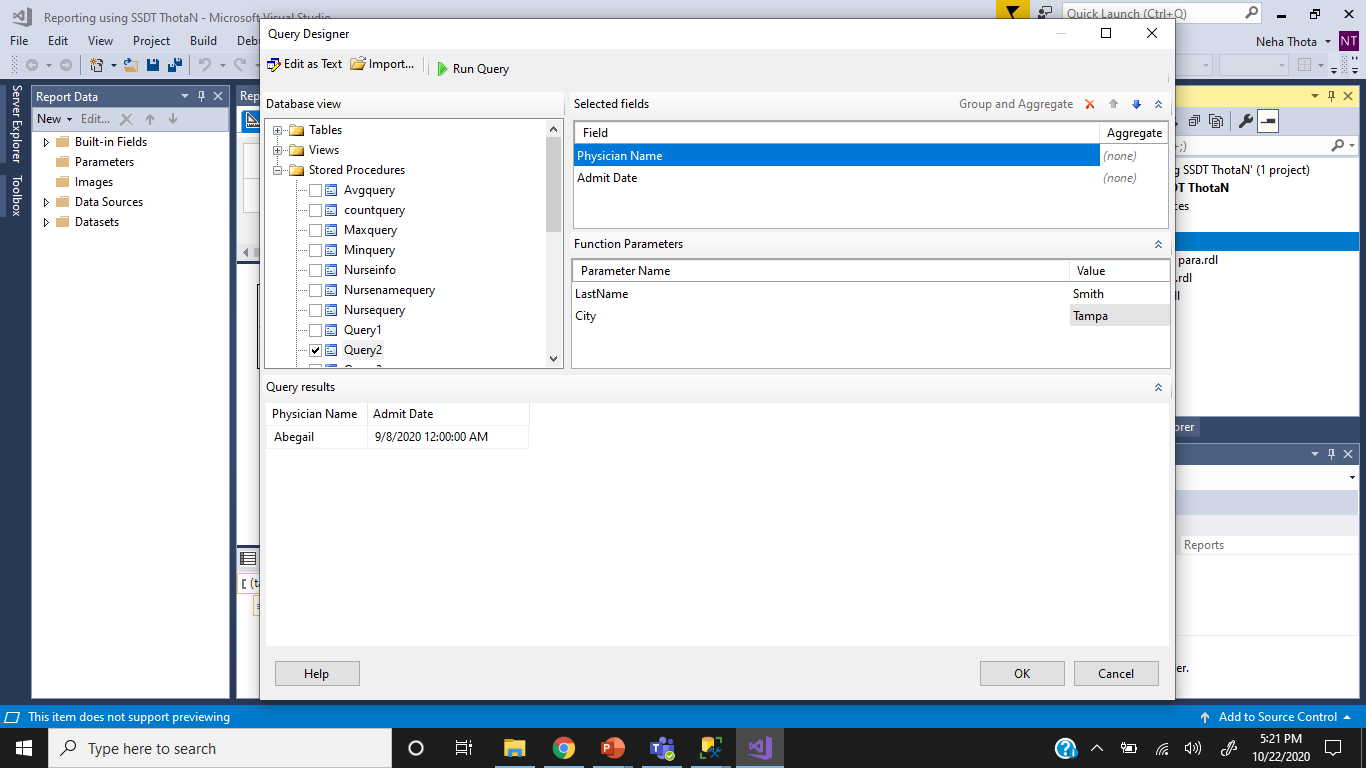 Reporting using SSDT ThotaN - Microsoft Visual Studio
Quick Launch (Ctrl+Q)
File Edit View Project Build Deb
Neha Thota NT
Query Designer
Edit as Text Import... Run Query
Server Explorer
Toolbox
Report Data
New Edit...
Built-in Fields
Parameters
Images
Data Sources
Datasets
Rep
Database view
Tables
Views
Stored Procedures
Avgquery
countquery
Maxquery
Minquery
Nurseinfo
Nursenamequery
Nursequery
Query1
Query2
Selected fields Group and Aggregate
Field Aggregate
Physician Name (none)
Admit Date (none)
Function Parameters
Parameter Name Value
LastName Smith
City Tampa
Query results
Physician Name Admit Date
Abegail 9/8/2020 12:00:00 AM
Help OK Cancel
;)
g SSDT ThotaN' (1 project)
DT ThotaN
ces
para.rdl
.rdl
orer
Reports
er.
[ (ta
This item does not support previewing
Add to Source Control
Type here to search
5:21 PM
10/22/2020